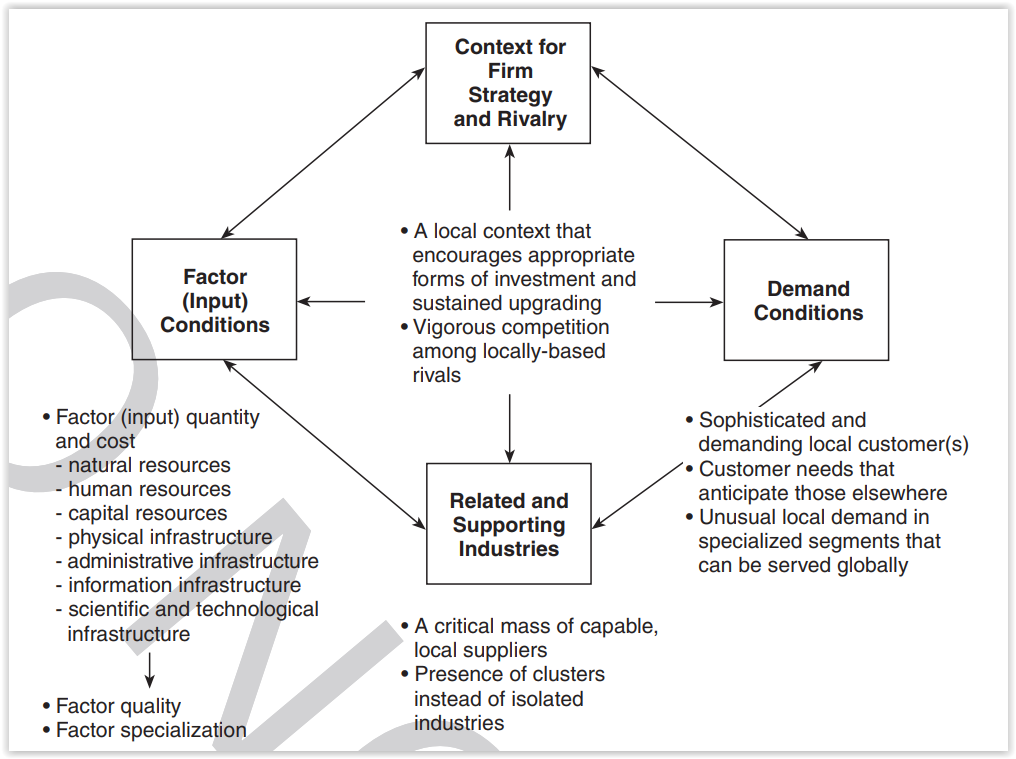 Context for
Firm
Strategy
and Rivalry
• A local context that
encourages appropriate
forms of investment and
sustained upgrading
• Vigorous competition
among locally-based
rivals
Factor
(Input)
Conditions
Demand
Conditions
• Factor (input) quantity
and cost
- natural resources
- human resources
- capital resources
- physical infrastructure
- administrative infrastructure
- information infrastructure
- scientific and technological
infrastructure
• Factor quality
• Factor specialization
Related and
Supporting
Industries
• A critical mass of capable,
local suppliers
• Presence of clusters
instead of isolated
industries
• Sophisticated and
demanding local customer(s)
• Customer needs that
anticipate those elsewhere
• Unusual local demand in
specialized segments that
can be served globally